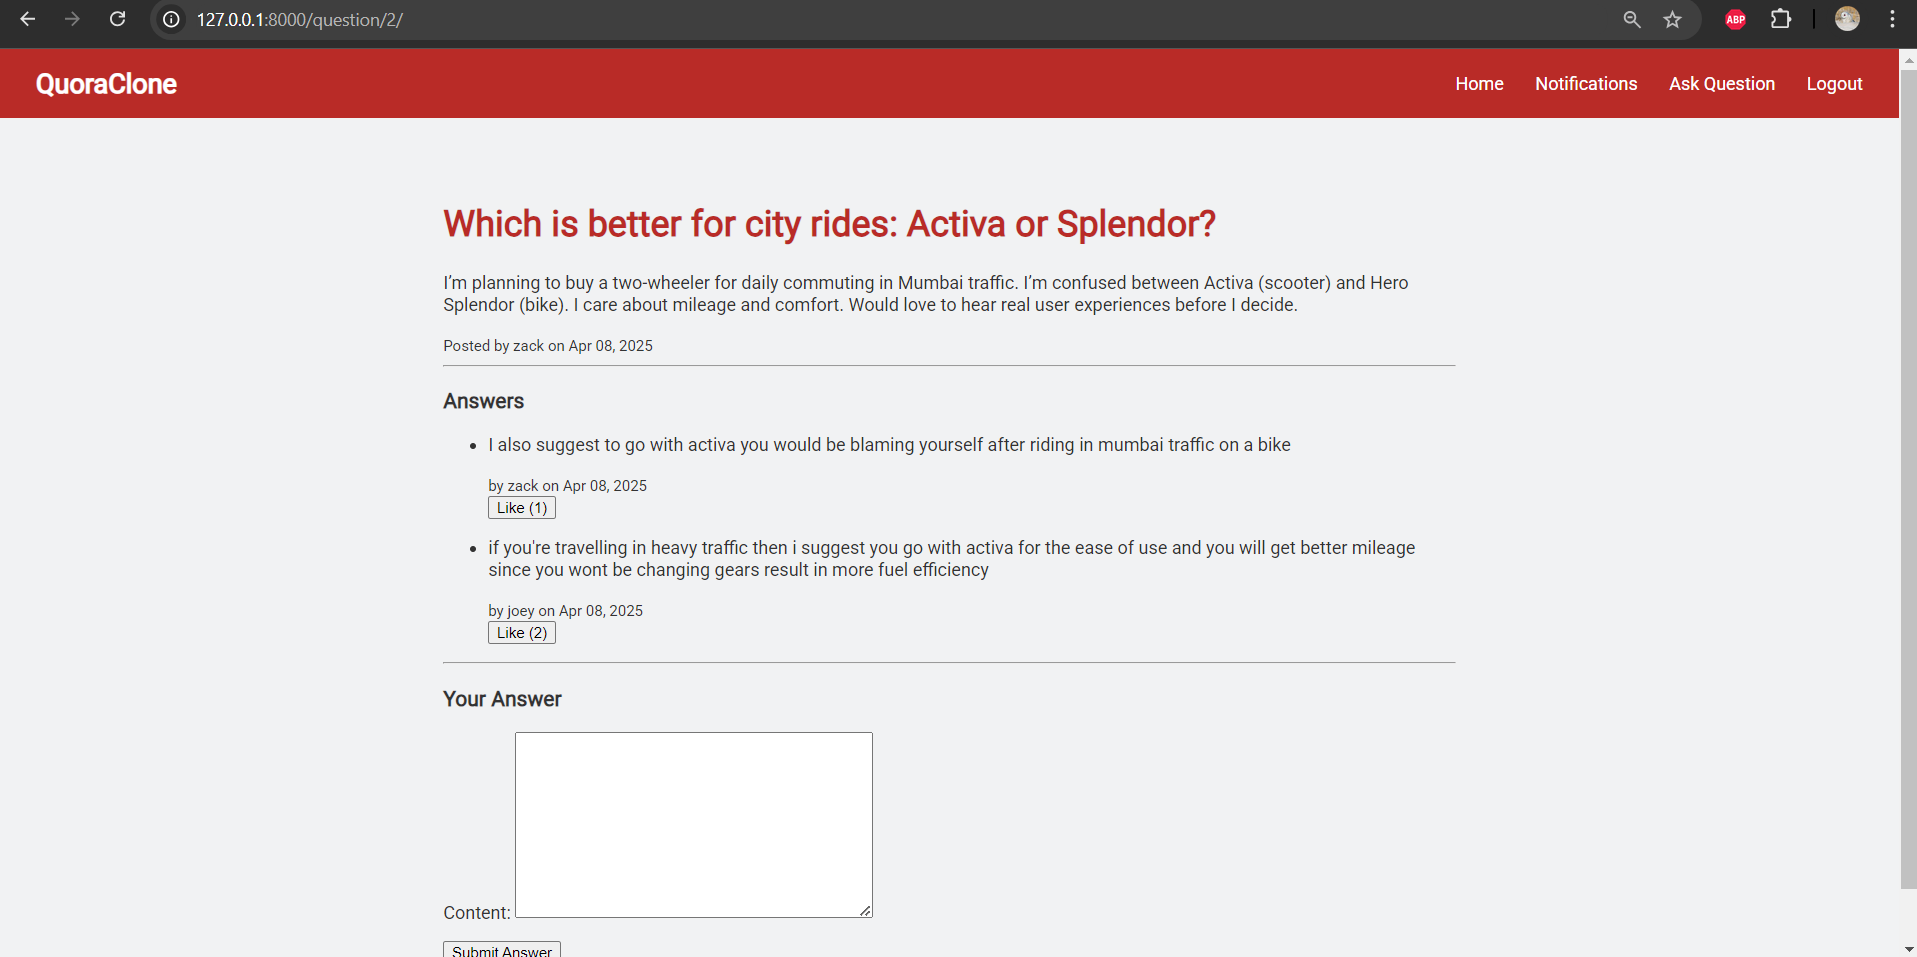 127.0.0.1:8000/question/2/
ABP
QuoraClone
Home Notifications Ask Question Logout
Which is better for city rides: Activa or Splendor?
I’m planning to buy a two-wheeler for daily commuting in Mumbai traffic. I’m confused between Activa (scooter) and Hero
Splendor (bike). I care about mileage and comfort. Would love to hear real user experiences before I decide.
Posted by zack on Apr 08, 2025
Answers
I also suggest to go with activa you would be blaming yourself after riding in mumbai traffic on a bike
by zack on Apr 08, 2025
Like (1)
if you're travelling in heavy traffic then i suggest you go with activa for the ease of use and you will get better mileage
since you wont be changing gears result in more fuel efficiency
by joey on Apr 08, 2025
Like (2)
Your Answer
Content:
Submit Answer